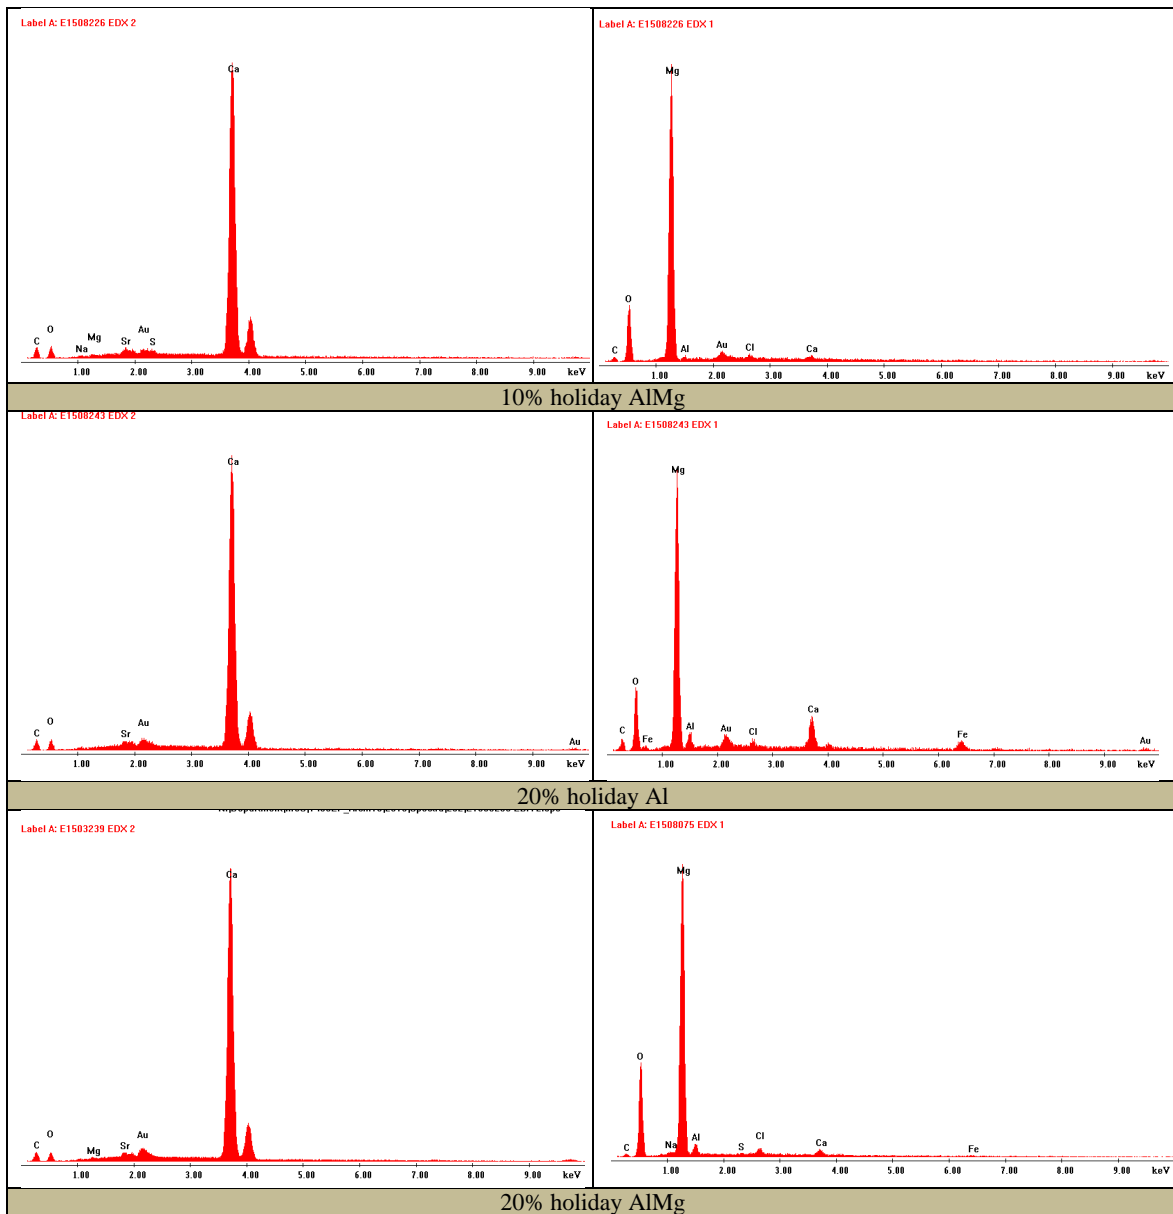 Label A: E1508226 EDX 2
Ca
C O Na Mg Sr Au S
1.00 2.00 3.00 4.00 5.00 6.00 7.00 8.00 9.00 keV
Label A: E1508226 EDX 1
Mg
C O Al Au Cl Ca
1.00 2.00 3.00 4.00 5.00 6.00 7.00 8.00 9.00 keV
10% holiday AlMg
Label A: E1508243 EDX 2
Ca
C O Sr Au Au
1.00 2.00 3.00 4.00 5.00 6.00 7.00 8.00 9.00 keV
Label A: E1508243 EDX 1
Mg
C O Fe Al Au Cl Ca Fe Au
1.00 2.00 3.00 4.00 5.00 6.00 7.00 8.00 9.00 keV
20% holiday Al
Label A: E1503239 EDX 2
Ca
C O Mg Sr Au
1.00 2.00 3.00 4.00 5.00 6.00 7.00 8.00 9.00 keV
Label A: E1508075 EDX 1
Mg
C O Na Al S Cl Ca Fe
1.00 2.00 3.00 4.00 5.00 6.00 7.00 8.00 9.00 keV
20% holiday AlMg